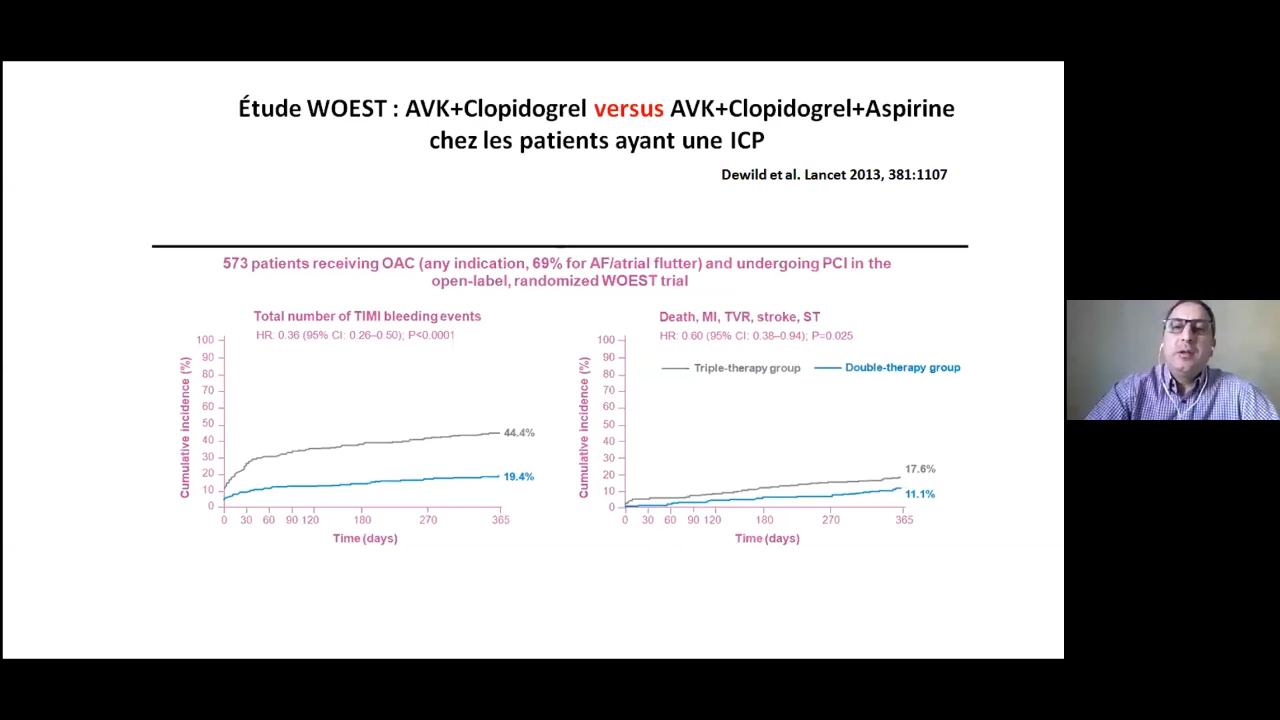 Étude WOEST : AVK+Clopidogrel versus AVK+Clopidogrel+Aspirine
chez les patients ayant une ICP
Dewild et al. Lancet 2013, 381:1107
573 patients receiving OAC (any indication, 69% for AF/atrial flutter) and undergoing PCI in the
open-label, randomized WOEST trial
Total number of TIMI bleeding events
HR: 0.36 (95% CI: 0.26–0.50); P<0.0001
Cumulative incidence (%)
100
90
80
70
60
50
40
30
20
10
0
44.4%
19.4%
0 30 60 90 120 180 270 365
Time (days)
Death, MI, TVR, stroke, ST
HR: 0.60 (95% CI: 0.38–0.94); P=0.025
Triple-therapy group Double-therapy group
Cumulative incidence (%)
100
90
80
70
60
50
40
30
20
10
0
17.6%
11.1%
0 30 60 90 120 180 270 365
Time (days)